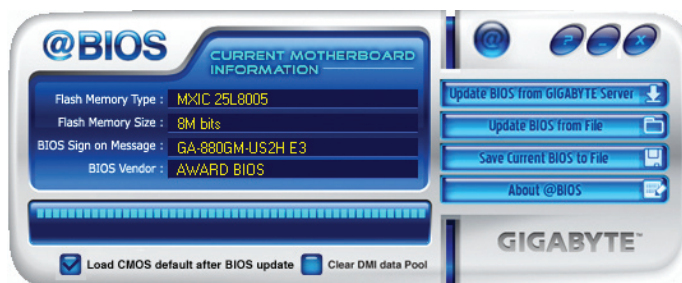 @BIOS
CURRENT MOTHERBOARD
INFORMATION
Flash Memory Type : MXIC 25L8005
Flash Memory Size : 8M bits
BIOS Sign on Message : GA-880GM-US2H E3
BIOS Vendor : AWARD BIOS
Load CMOS default after BIOS update
Clear DMI data Pool
@
? _ X
Update BIOS from GIGABYTE Server
Update BIOS from File
Save Current BIOS to File
About @BIOS
GIGABYTE™